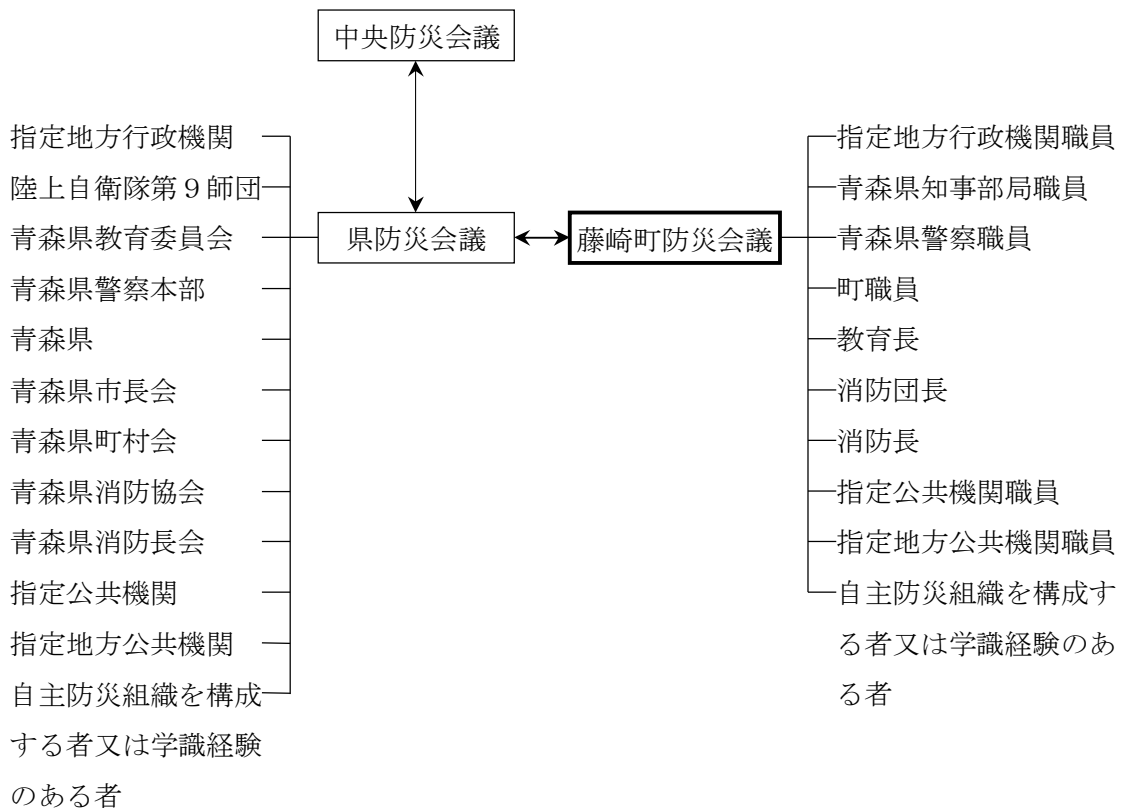 中央防災会議
指定地方行政機関
陸上自衛隊第９師団
青森県教育委員会
青森県警察本部
青森県
青森県市長会
青森県町村会
青森県消防協会
青森県消防長会
指定公共機関
指定地方公共機関
自主防災組織を構成
する者又は学識経験
のある者
県防災会議
藤崎町防災会議
指定地方行政機関職員
青森県知事部局職員
青森県警察職員
町職員
教育長
消防団長
消防長
指定公共機関職員
指定地方公共機関職員
自主防災組織を構成す
る者又は学識経験のあ
る者